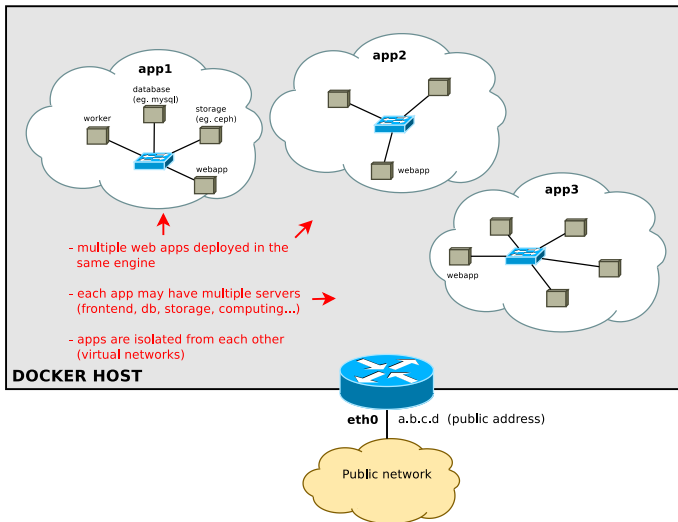 app1
database
(eg. mysql)
worker
storage
(eg. ceph)
webapp
app2
webapp
app3
webapp
- multiple web apps deployed in the
same engine
- each app may have multiple servers
(frontend, db, storage, computing...)
- apps are isolated from each other
(virtual networks)
DOCKER HOST
eth0 a.b.c.d (public address)
Public network